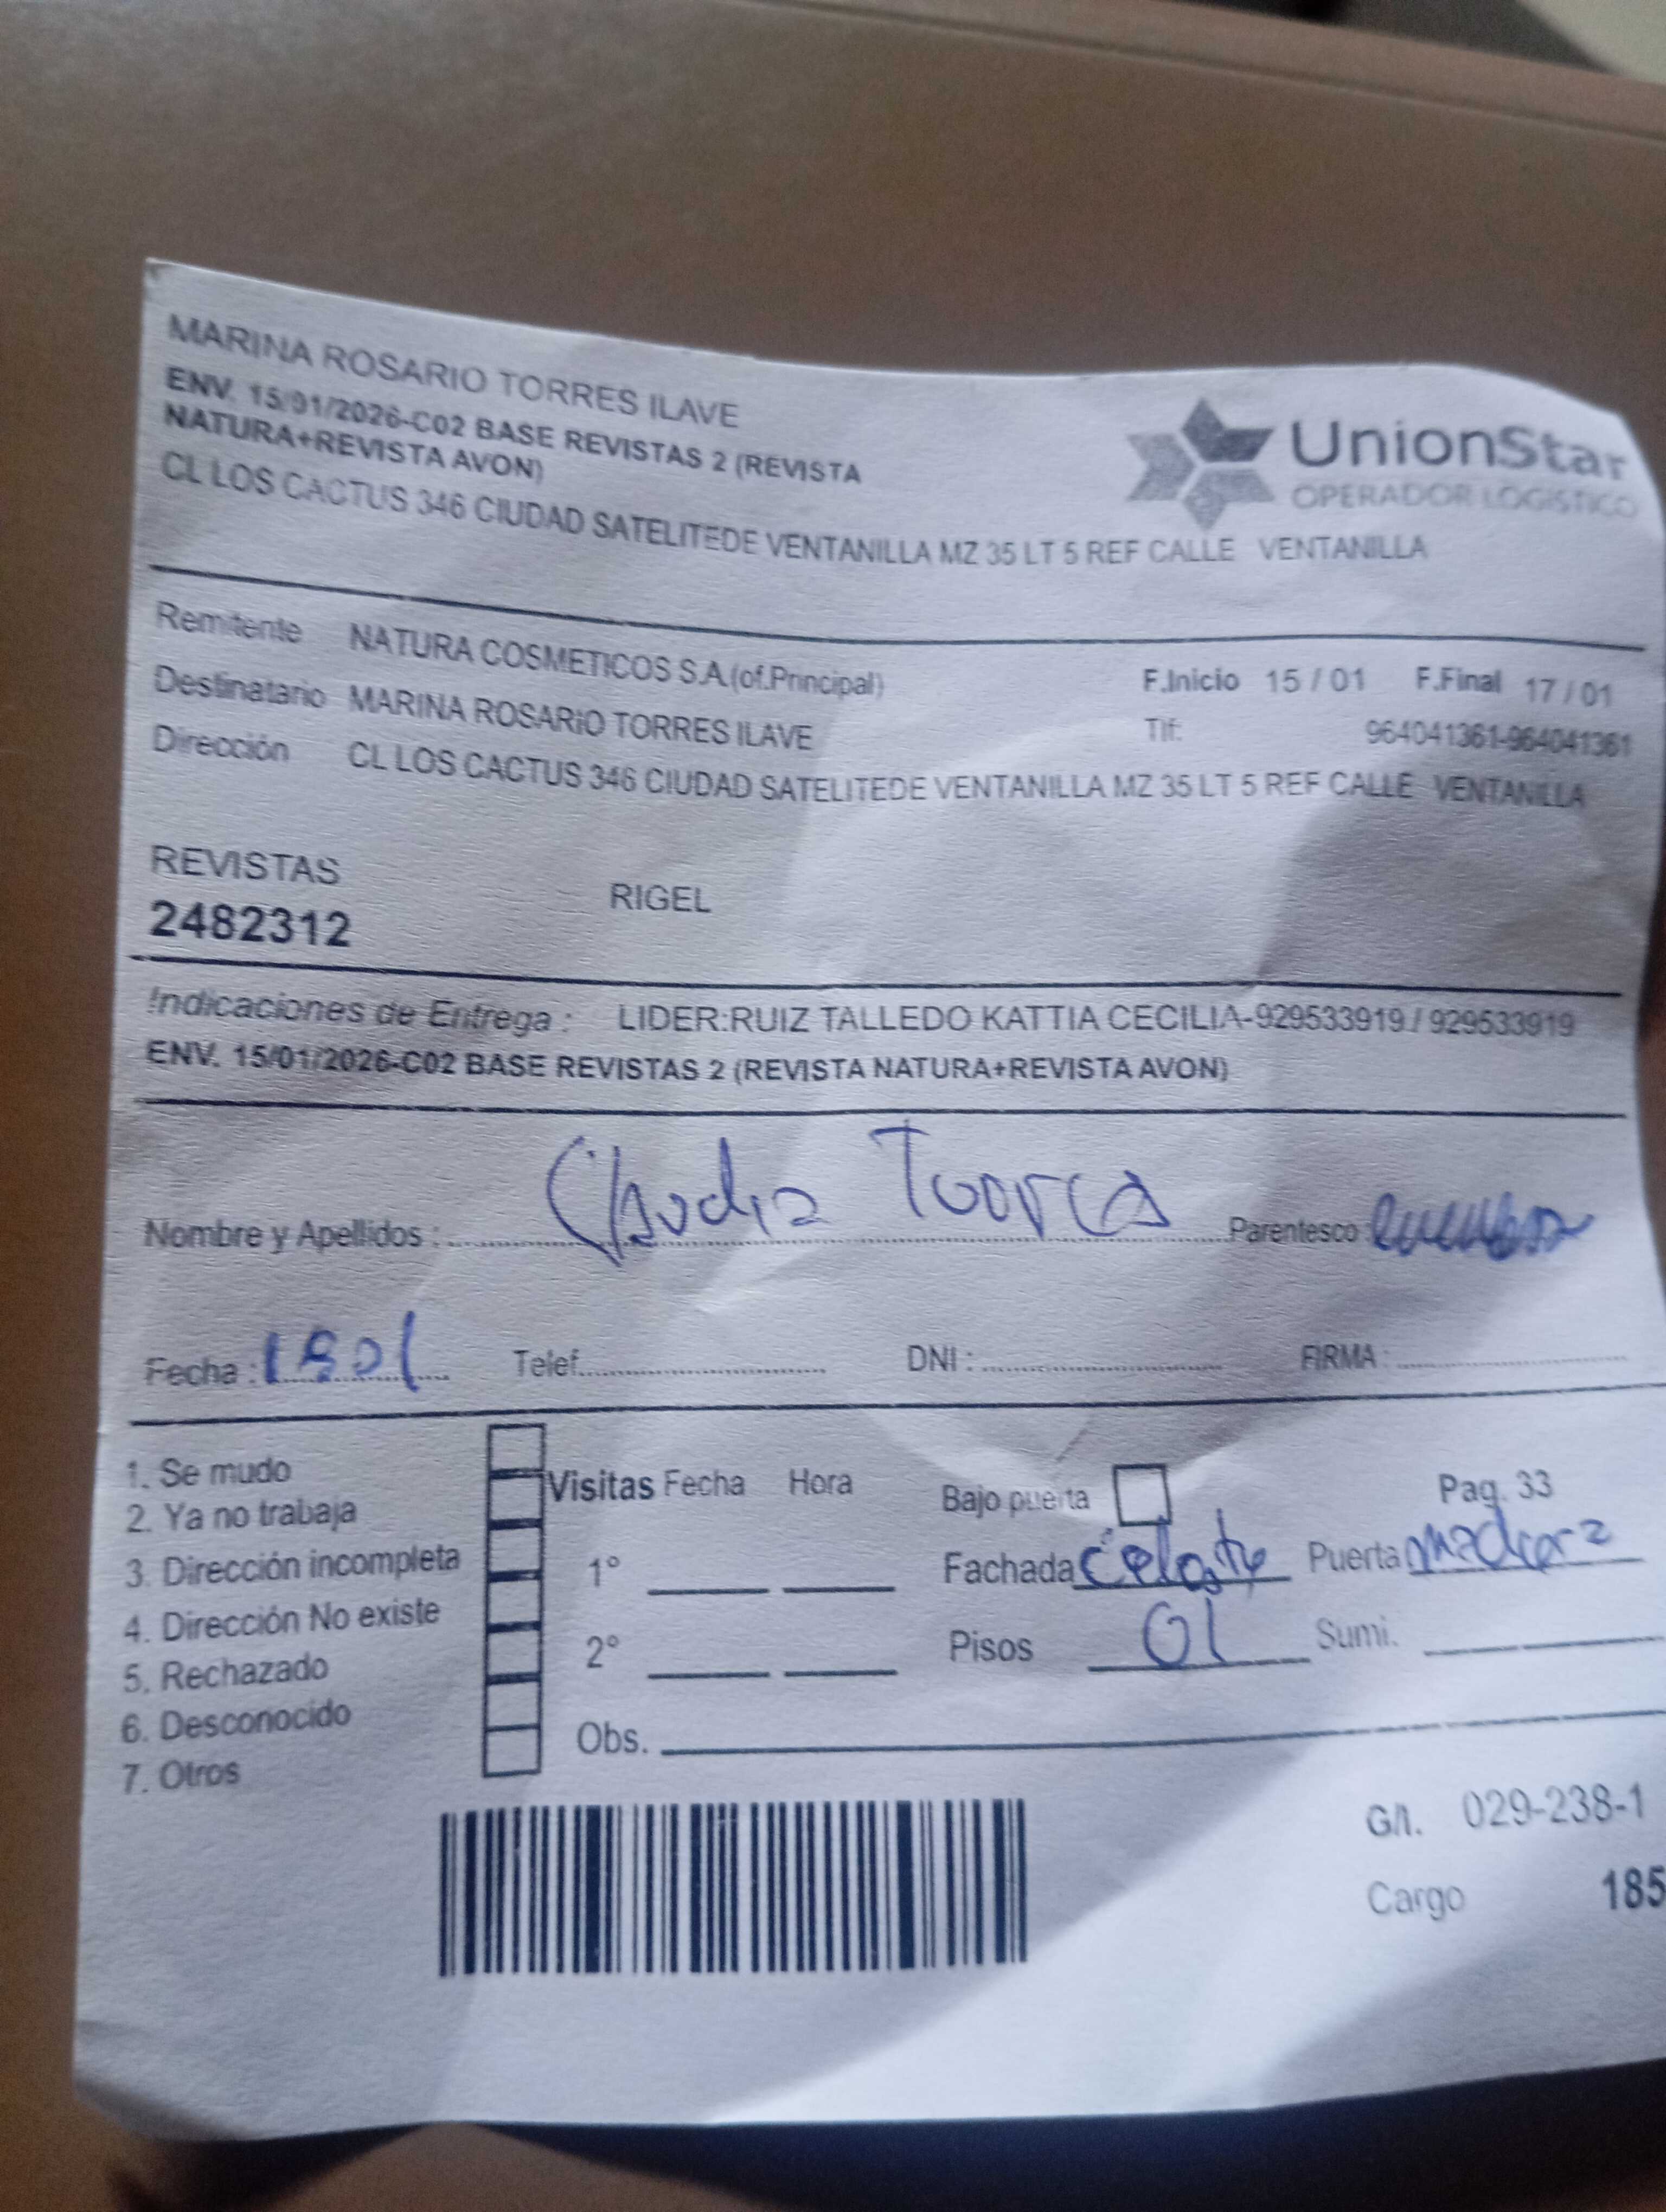 MARINA ROSARIO TORRES ILAVE
ENV. 15/01/2026-C02 BASE REVISTAS 2 (REVISTA
NATURA+REVISTA AVON)
CL LOS CACTUS 346 CIUDAD SATELITEDE VENTANILLA MZ 35 LT 5 REF CALLE VENTANILLA
UnionStar
OPERADOR LOGISTICO
Remitente NATURA COSMETICOS S.A.(of.Principal)
F.Inicio 15 / 01 F.Final 17 / 01
Destinatario MARINA ROSARIO TORRES ILAVE
Tlf: 964041361-964041361
Dirección CL LOS CACTUS 346 CIUDAD SATELITEDE VENTANILLA MZ 35 LT 5 REF CALLE VENTANILLA
REVISTAS
2482312 RIGEL
Indicaciones de Entrega : LIDER:RUIZ TALLEDO KATTIA CECILIA-929533919 / 929533919
ENV. 15/01/2026-C02 BASE REVISTAS 2 (REVISTA NATURA+REVISTA AVON)
Nombre y Apellidos : Parentesco
Fecha : Telef. DNI : FIRMA :
1. Se mudo
2. Ya no trabaja
3. Dirección incompleta
4. Dirección No existe
5. Rechazado
6. Desconocido
7. Otros
Visitas Fecha Hora
1°
2°
Obs.
Bajo puerta Pag. 33
Fachada Celeste Puerta madera
Pisos 01 Sumi.
G/I. 029-238-1
Cargo 185